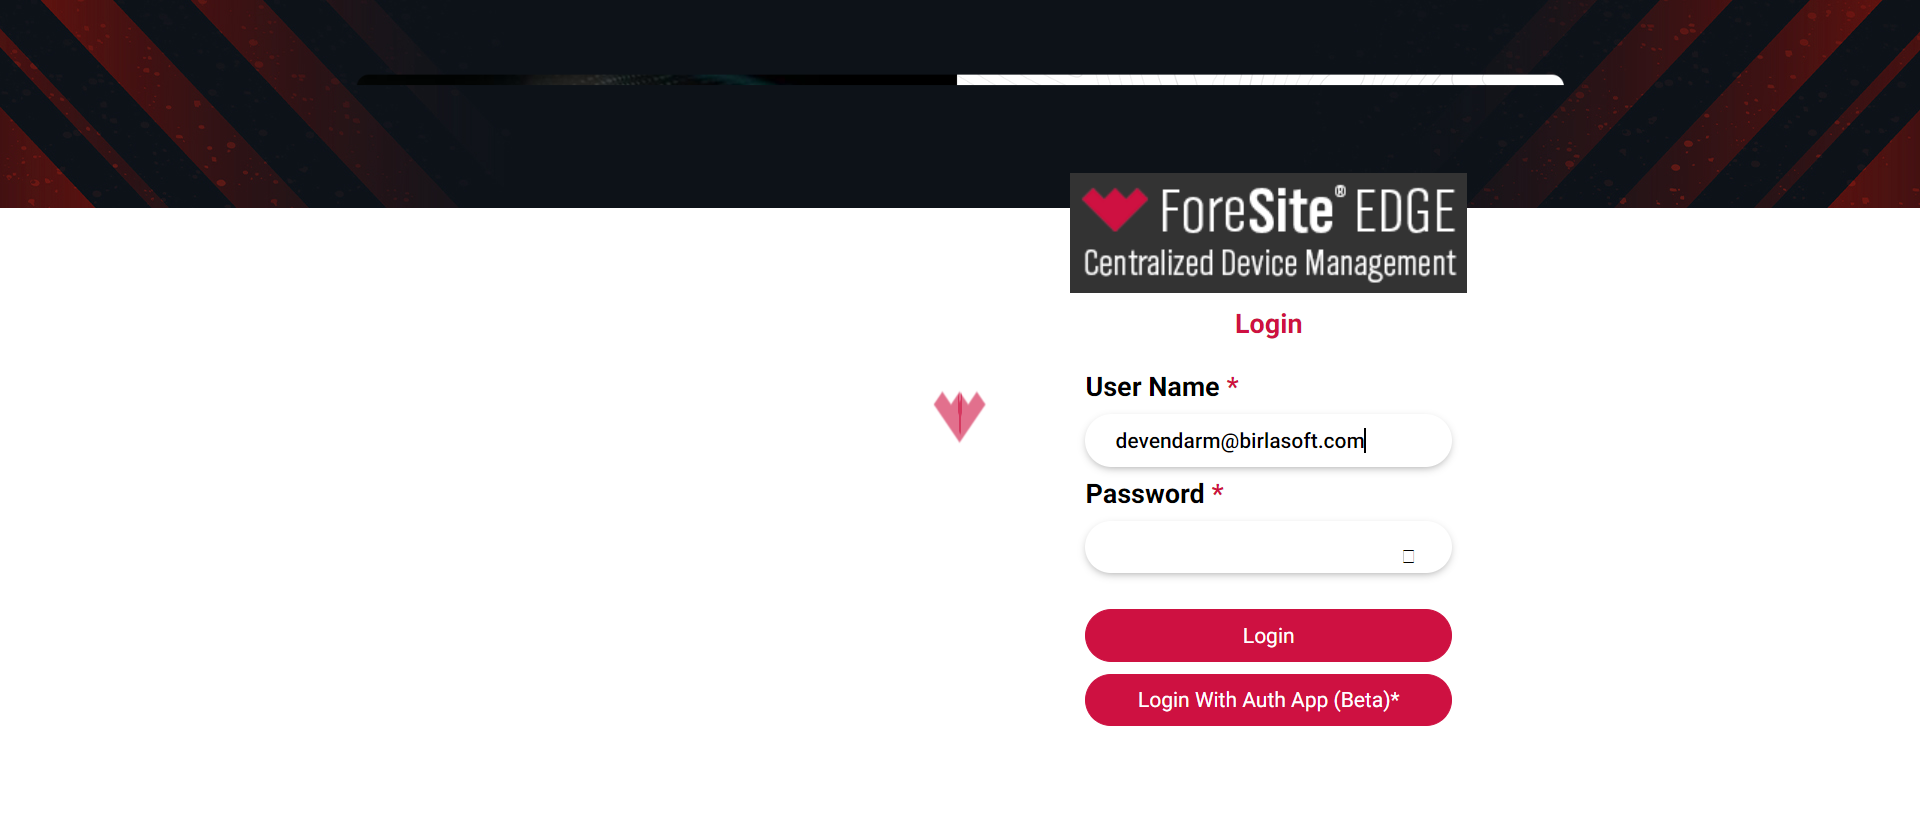 ForeSite® EDGE
Centralized Device Management
Login
User Name *
devendarm@birlasoft.com
Password *
Login
Login With Auth App (Beta)*